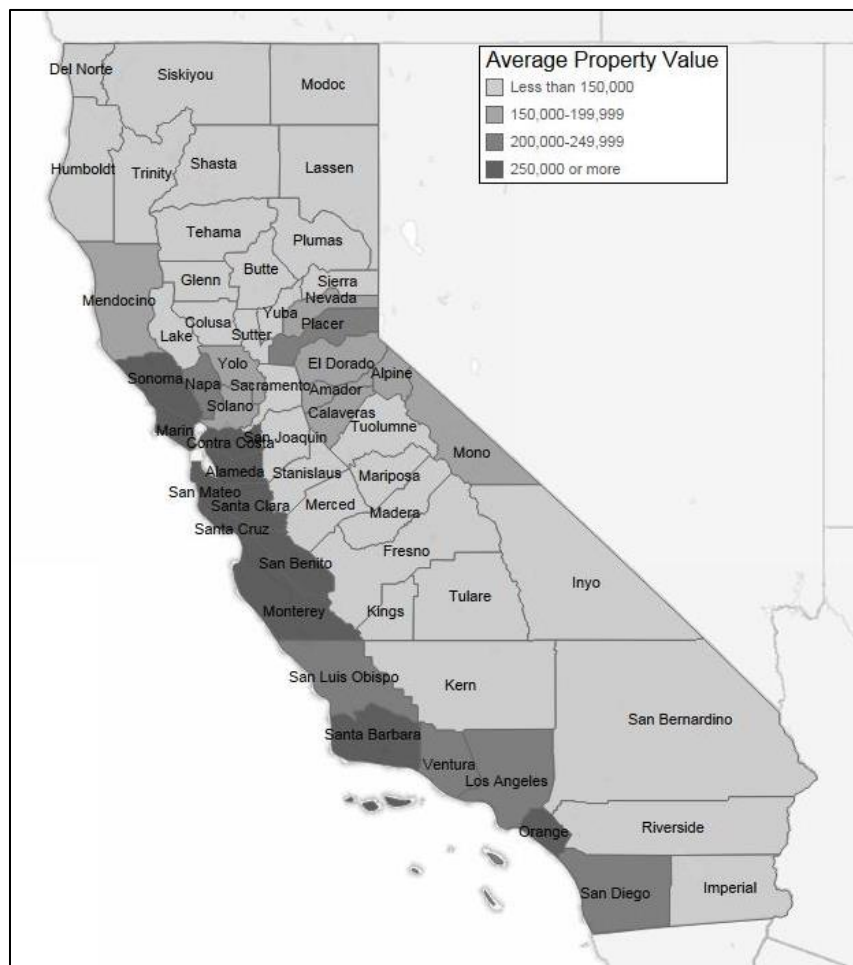 Average Property Value
Less than 150,000
150,000-199,999
200,000-249,999
250,000 or more
Del Norte
Siskiyou
Modoc
Humboldt
Trinity
Shasta
Lassen
Tehama
Plumas
Butte
Glenn
Sierra
Mendocino
Nevada
Colusa
Yuba
Placer
Lake
Sutter
Yolo
El Dorado
Sonoma
Napa
Sacramento
Alpine
Amador
Solano
Calaveras
Marin
Contra Costa
San Joaquin
Tuolumne
Mono
Alameda
Stanislaus
Mariposa
San Mateo
Santa Clara
Merced
Madera
Santa Cruz
Fresno
San Benito
Inyo
Monterey
Kings
Tulare
San Luis Obispo
Kern
San Bernardino
Santa Barbara
Ventura
Los Angeles
Orange
Riverside
San Diego
Imperial